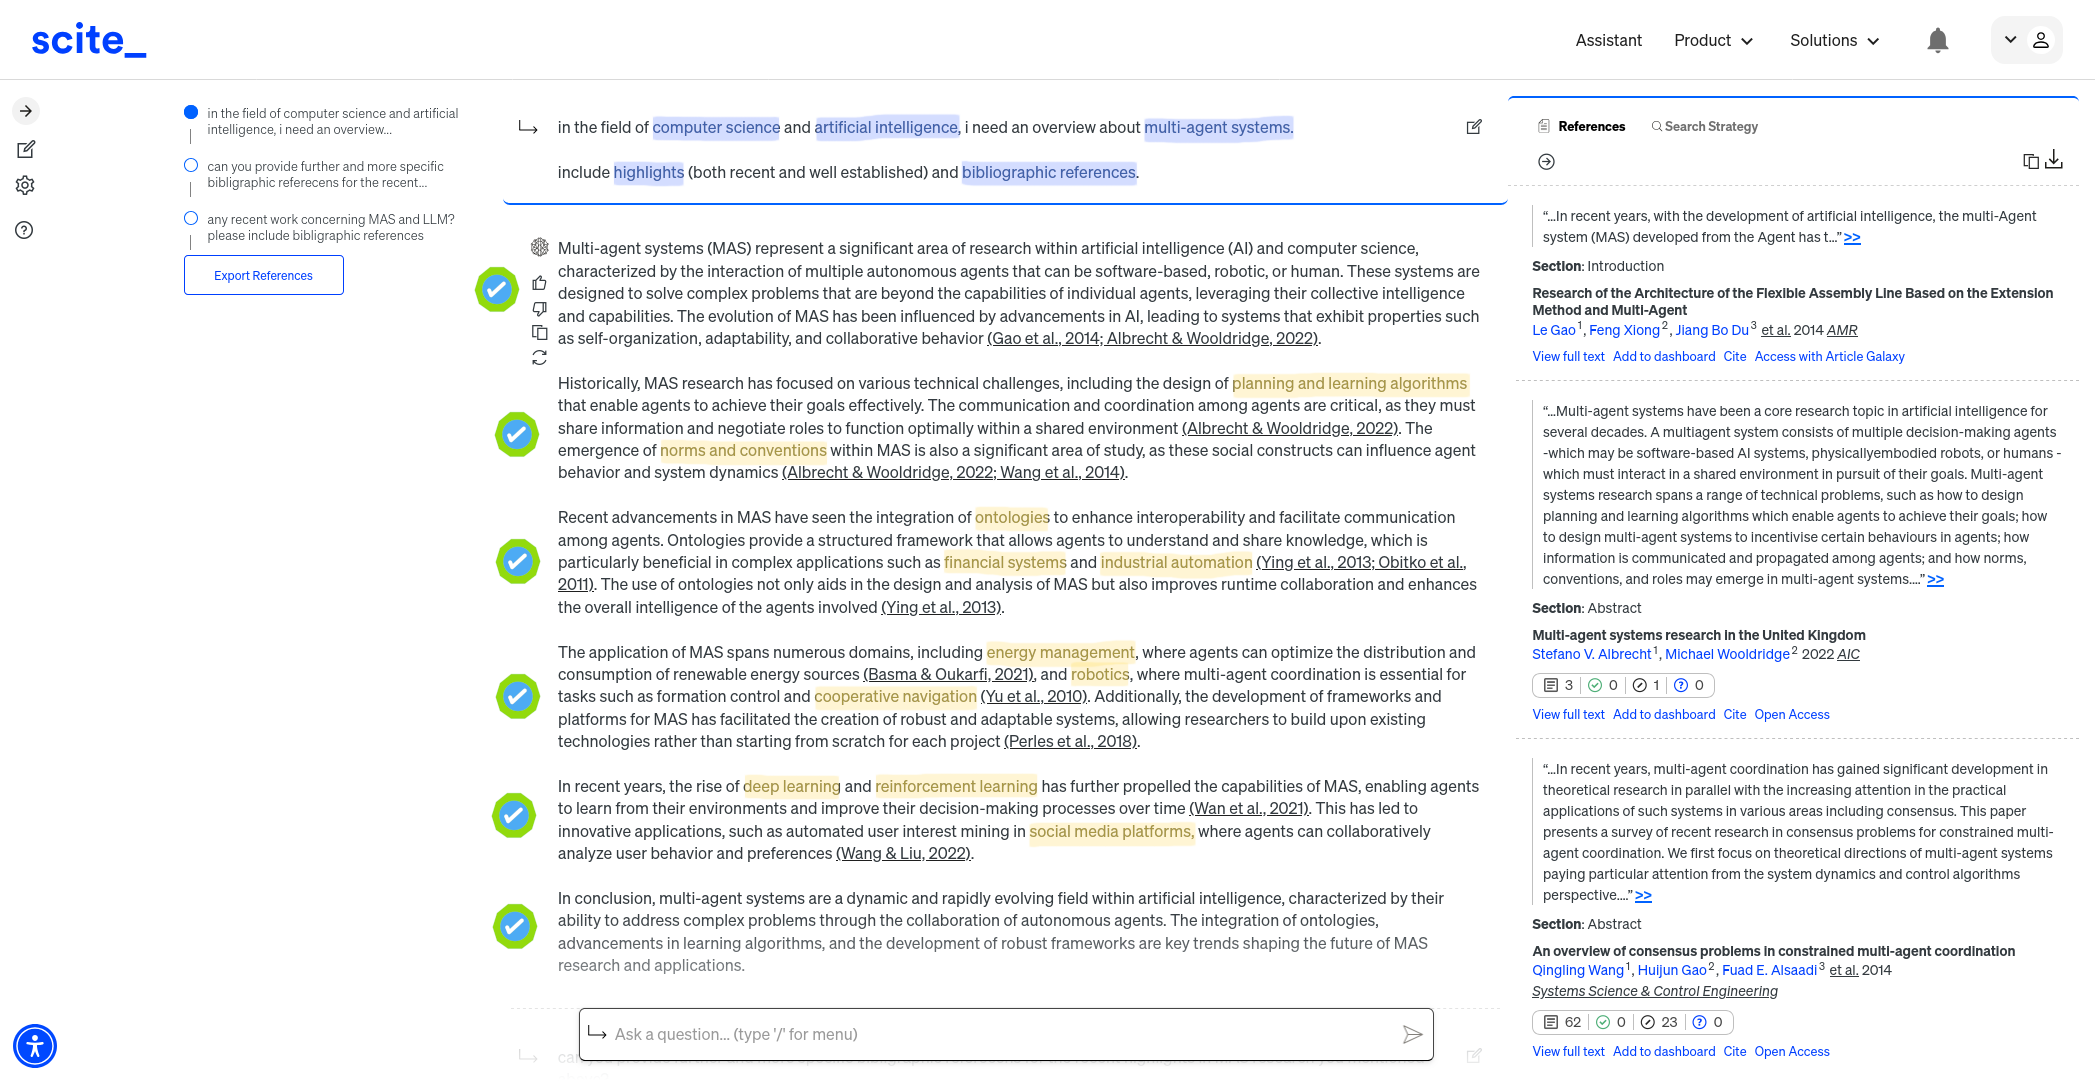 scite_
Assistant
Product
Solutions
in the field of computer science and artificial
intelligence, i need an overview...
can you provide further and more specific
bibligraphic referecens for the recent...
any recent work concerning MAS and LLM?
please include bibligraphic references
Export References
in the field of computer science and artificial intelligence, i need an overview about multi-agent systems.
include highlights (both recent and well established) and bibliographic references.
Multi-agent systems (MAS) represent a significant area of research within artificial intelligence (AI) and computer science,
characterized by the interaction of multiple autonomous agents that can be software-based, robotic, or human. These systems are
designed to solve complex problems that are beyond the capabilities of individual agents, leveraging their collective intelligence
and capabilities. The evolution of MAS has been influenced by advancements in AI, leading to systems that exhibit properties such
as self-organization, adaptability, and collaborative behavior (Gao et al., 2014; Albrecht & Wooldridge, 2022).
Historically, MAS research has focused on various technical challenges, including the design of planning and learning algorithms
that enable agents to achieve their goals effectively. The communication and coordination among agents are critical, as they must
share information and negotiate roles to function optimally within a shared environment (Albrecht & Wooldridge, 2022). The
emergence of norms and conventions within MAS is also a significant area of study, as these social constructs can influence agent
behavior and system dynamics (Albrecht & Wooldridge, 2022; Wang et al., 2014).
Recent advancements in MAS have seen the integration of ontologies to enhance interoperability and facilitate communication
among agents. Ontologies provide a structured framework that allows agents to understand and share knowledge, which is
particularly beneficial in complex applications such as financial systems and industrial automation (Ying et al., 2013; Obitko et al.,
2011). The use of ontologies not only aids in the design and analysis of MAS but also improves runtime collaboration and enhances
the overall intelligence of the agents involved (Ying et al., 2013).
The application of MAS spans numerous domains, including energy management, where agents can optimize the distribution and
consumption of renewable energy sources (Basma & Oukarfi, 2021), and robotics, where multi-agent coordination is essential for
tasks such as formation control and cooperative navigation (Yu et al., 2010). Additionally, the development of frameworks and
platforms for MAS has facilitated the creation of robust and adaptable systems, allowing researchers to build upon existing
technologies rather than starting from scratch for each project (Perles et al., 2018).
In recent years, the rise of deep learning and reinforcement learning has further propelled the capabilities of MAS, enabling agents
to learn from their environments and improve their decision-making processes over time (Wan et al., 2021). This has led to
innovative applications, such as automated user interest mining in social media platforms, where agents can collaboratively
analyze user behavior and preferences (Wang & Liu, 2022).
In conclusion, multi-agent systems are a dynamic and rapidly evolving field within artificial intelligence, characterized by their
ability to address complex problems through the collaboration of autonomous agents. The integration of ontologies,
advancements in learning algorithms, and the development of robust frameworks are key trends shaping the future of MAS
research and applications.
Ask a question... (type '/' for menu)
References
Search Strategy
“...In recent years, with the development of artificial intelligence, the multi-Agent
system (MAS) developed from the Agent has t...” >>
Section: Introduction
Research of the Architecture of the Flexible Assembly Line Based on the Extension
Method and Multi-Agent
Le Gao 1, Feng Xiong 2, Jiang Bo Du 3 et al. 2014 AMR
View full text Add to dashboard Cite Access with Article Galaxy
“...Multi-agent systems have been a core research topic in artificial intelligence for
several decades. A multiagent system consists of multiple decision-making agents
-which may be software-based AI systems, physicallyembodied robots, or humans -
which must interact in a shared environment in pursuit of their goals. Multi-agent
systems research spans a range of technical problems, such as how to design
planning and learning algorithms which enable agents to achieve their goals; how
to design multi-agent systems to incentivise certain behaviours in agents; how
information is communicated and propagated among agents; and how norms,
conventions, and roles may emerge in multi-agent systems....” >>
Section: Abstract
Multi-agent systems research in the United Kingdom
Stefano V. Albrecht 1, Michael Wooldridge 2 2022 AIC
3 0 1 0
View full text Add to dashboard Cite Open Access
“...In recent years, multi-agent coordination has gained significant development in
theoretical research in parallel with the increasing attention in the practical
applications of such systems in various areas including consensus. This paper
presents a survey of recent research in consensus problems for constrained multi-
agent coordination. We first focus on theoretical directions of multi-agent systems
paying particular attention from the system dynamics and control algorithms
perspective....” >>
Section: Abstract
An overview of consensus problems in constrained multi-agent coordination
Qingling Wang 1, Huijun Gao 2, Fuad E. Alsaadi 3 et al. 2014
Systems Science & Control Engineering
62 0 23 0
View full text Add to dashboard Cite Open Access